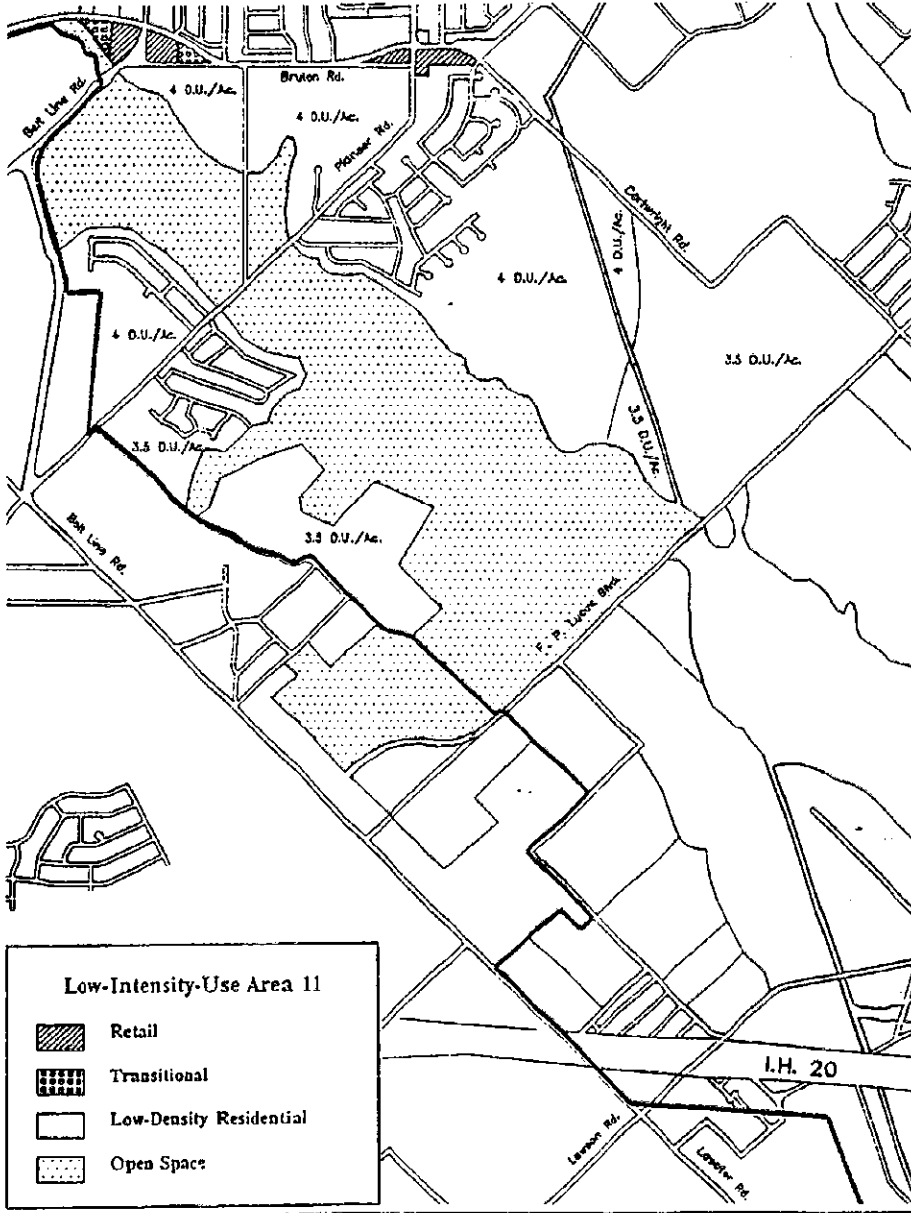 Bruton Rd.
4 D.U./Ac.
4 D.U./Ac.
Belt Line Rd.
Pioneer Rd.
Cartwright Rd.
4 D.U./Ac.
4 D.U./Ac.
4 D.U./Ac.
3.5 D.U./Ac.
3.5 D.U./Ac.
3.5 D.U./Ac.
3.5 D.U./Ac.
Belt Line Rd.
F. P. Lucas Blvd.
Low-Intensity-Use Area 11
Retail
Transitional
Low-Density Residential
Open Space
I.H. 20
Lawson Rd.
Lasater Rd.